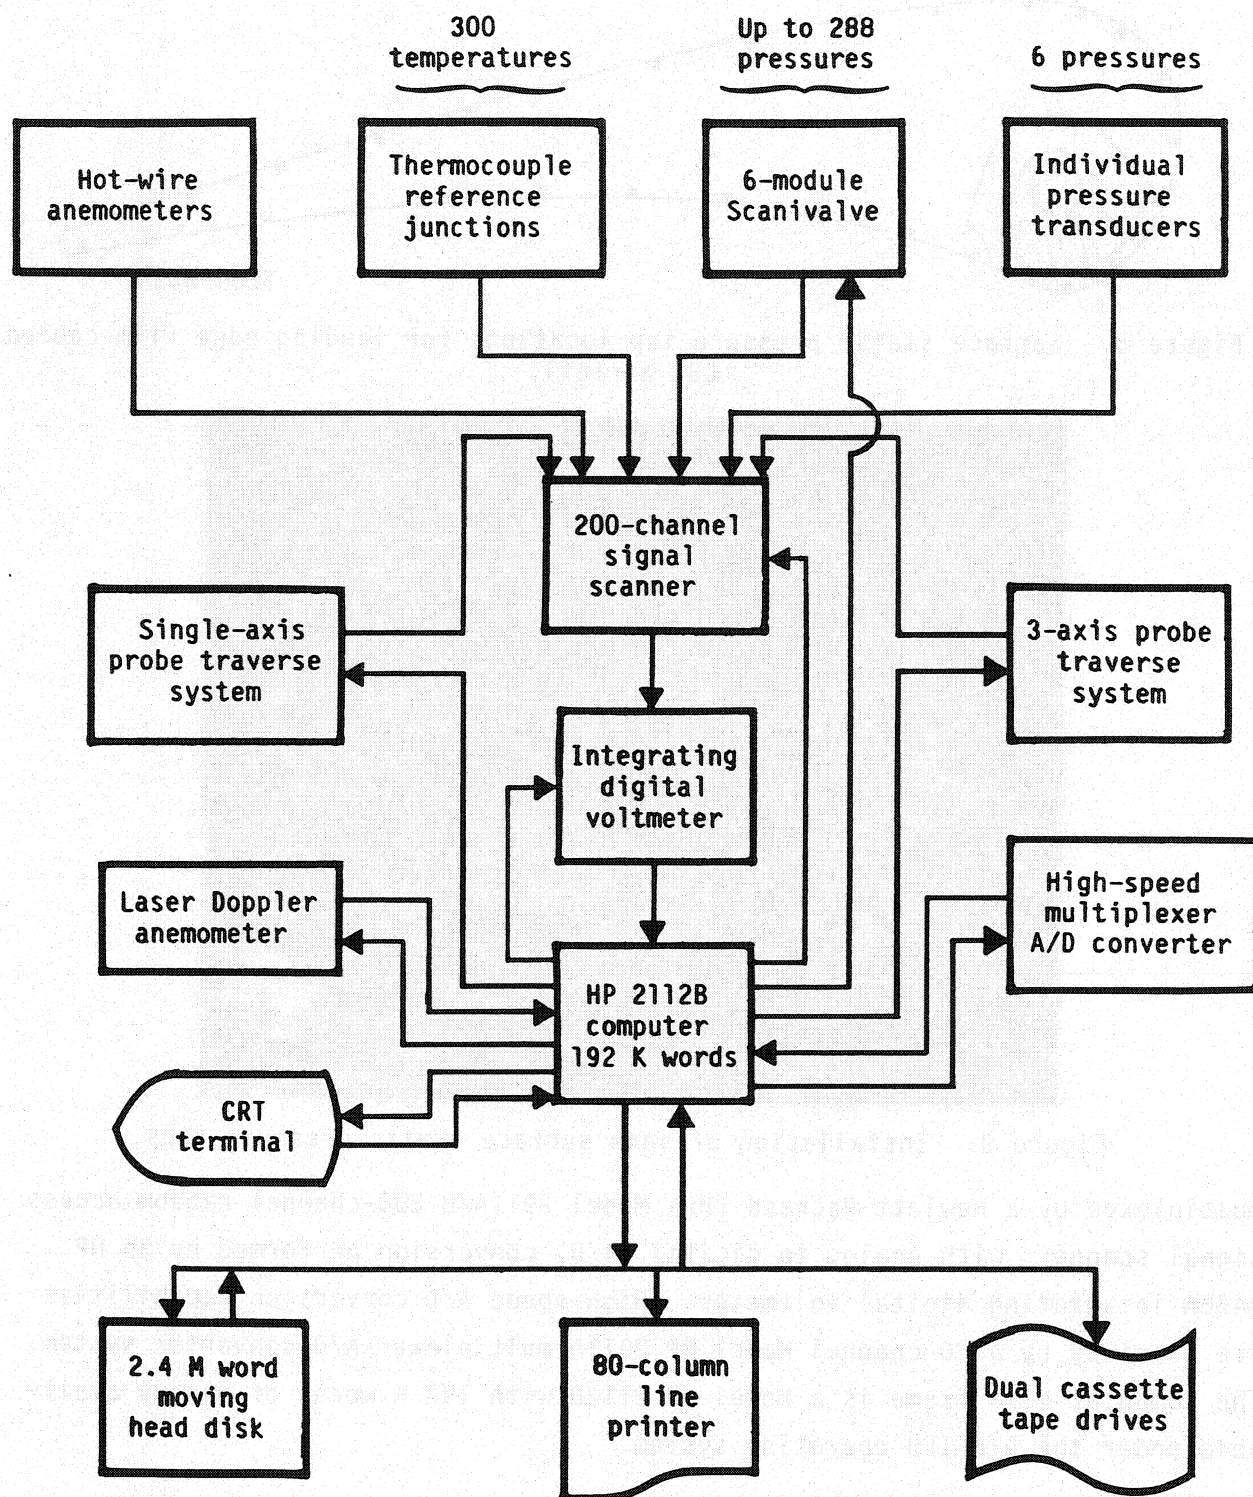 300
temperatures
Up to 288
pressures
6 pressures
Hot-wire
anemometers
Thermocouple
reference
junctions
6-module
Scanivalve
Individual
pressure
transducers
200-channel
signal
scanner
Single-axis
probe traverse
system
3-axis probe
traverse
system
Integrating
digital
voltmeter
Laser Doppler
anemometer
High-speed
multiplexer
A/D converter
HP 2112B
computer
192 K words
CRT
terminal
2.4 M word
moving
head disk
80-column
line
printer
Dual cassette
tape drives